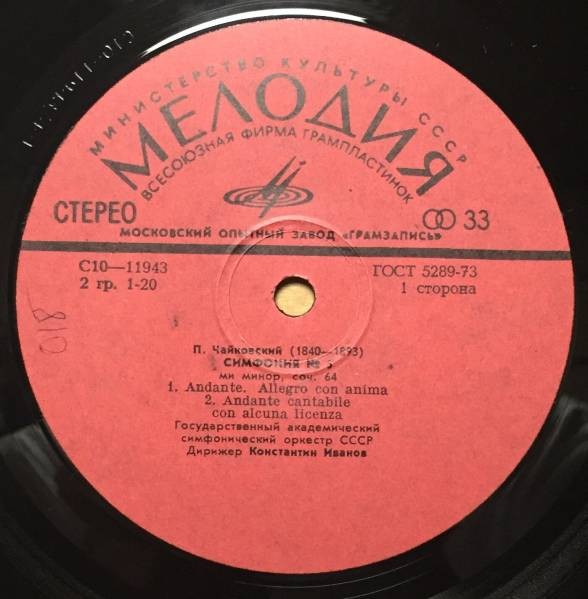 МИНИСТЕРСТВО КУЛЬТУРЫ СССР
МЕЛОДИЯ
ВСЕСОЮЗНАЯ ФИРМА ГРАМПЛАСТИНОК
СТЕРЕО
33
МОСКОВСКИЙ ОПЫТНЫЙ ЗАВОД «ГРАМЗАПИСЬ»
С10—11943
ГОСТ 5289-73
2 гр. 1-20
1 сторона
018
П. Чайковский (1840—1893)
СИМФОНИЯ № 5
ми минор, соч. 64
1. Andante. Allegro con anima
2. Andante cantabile
con alcuna licenza
Государственный академический
симфонический оркестр СССР
Дирижер Константин Иванов